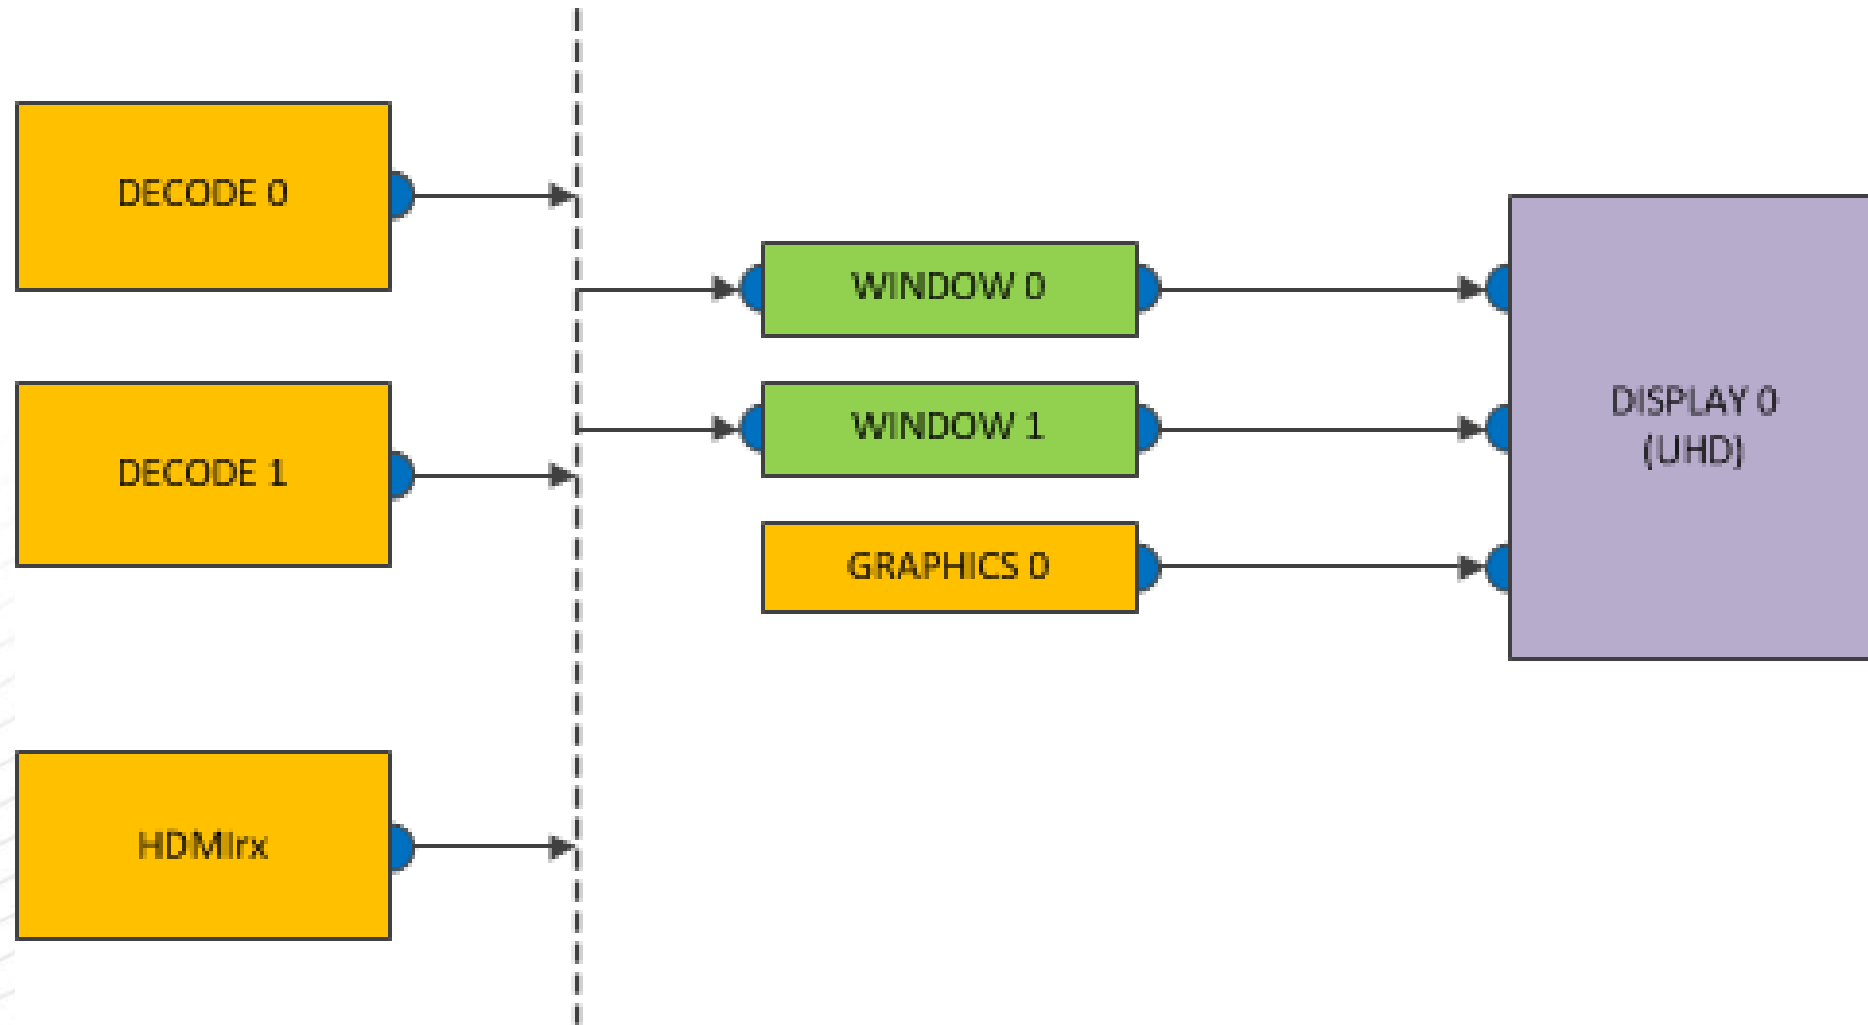 DECODE 0
WINDOW 0
DECODE 1
WINDOW 1
GRAPHICS 0
DISPLAY 0
(UHD)
HDMIrx